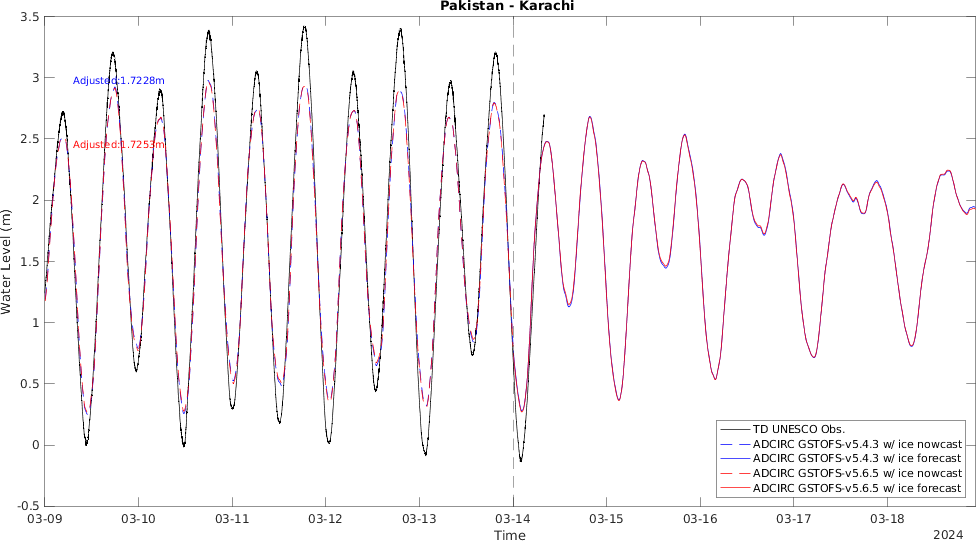 Pakistan - Karachi
3.5
3
2.5
2
1.5
1
0.5
0
-0.5
Water Level (m)
Adjusted:1.7228m
Adjusted:1.7253m
TD UNESCO Obs.
ADCIRC GSTOFS-v5.4.3 w/ ice nowcast
ADCIRC GSTOFS-v5.4.3 w/ ice forecast
ADCIRC GSTOFS-v5.6.5 w/ ice nowcast
ADCIRC GSTOFS-v5.6.5 w/ ice forecast
03-09 03-10 03-11 03-12 03-13 03-14 03-15 03-16 03-17 03-18
Time
2024